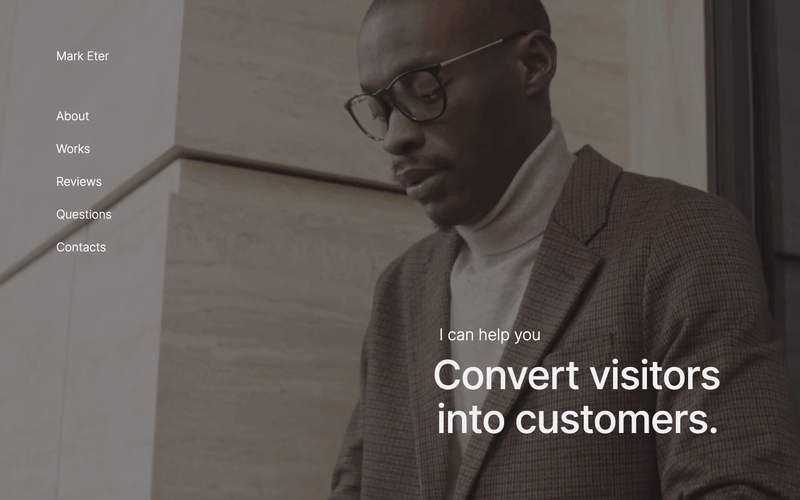 Mark Eter
About
Works
Reviews
Questions
Contacts
I can help you
Convert visitors
into customers.